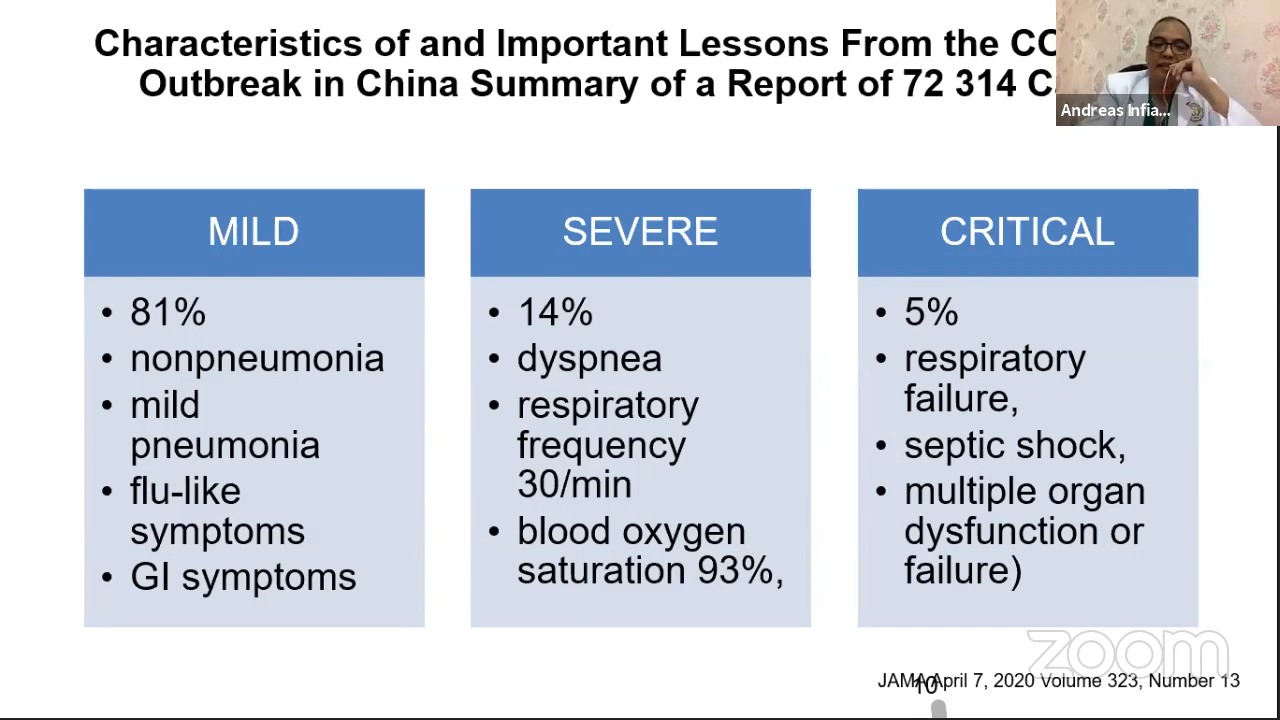 Characteristics of and Important Lessons From the
Outbreak in China Summary of a Report of 72 314
Andreas Infia...
MILD
• 81%
• nonpneumonia
• mild
pneumonia
• flu-like
symptoms
• GI symptoms
SEVERE
• 14%
• dyspnea
• respiratory
frequency
30/min
• blood oxygen
saturation 93%,
CRITICAL
• 5%
• respiratory
failure,
• septic shock,
• multiple organ
dysfunction or
failure)
zoom
JAMA April 7, 2020 Volume 323, Number 13
10